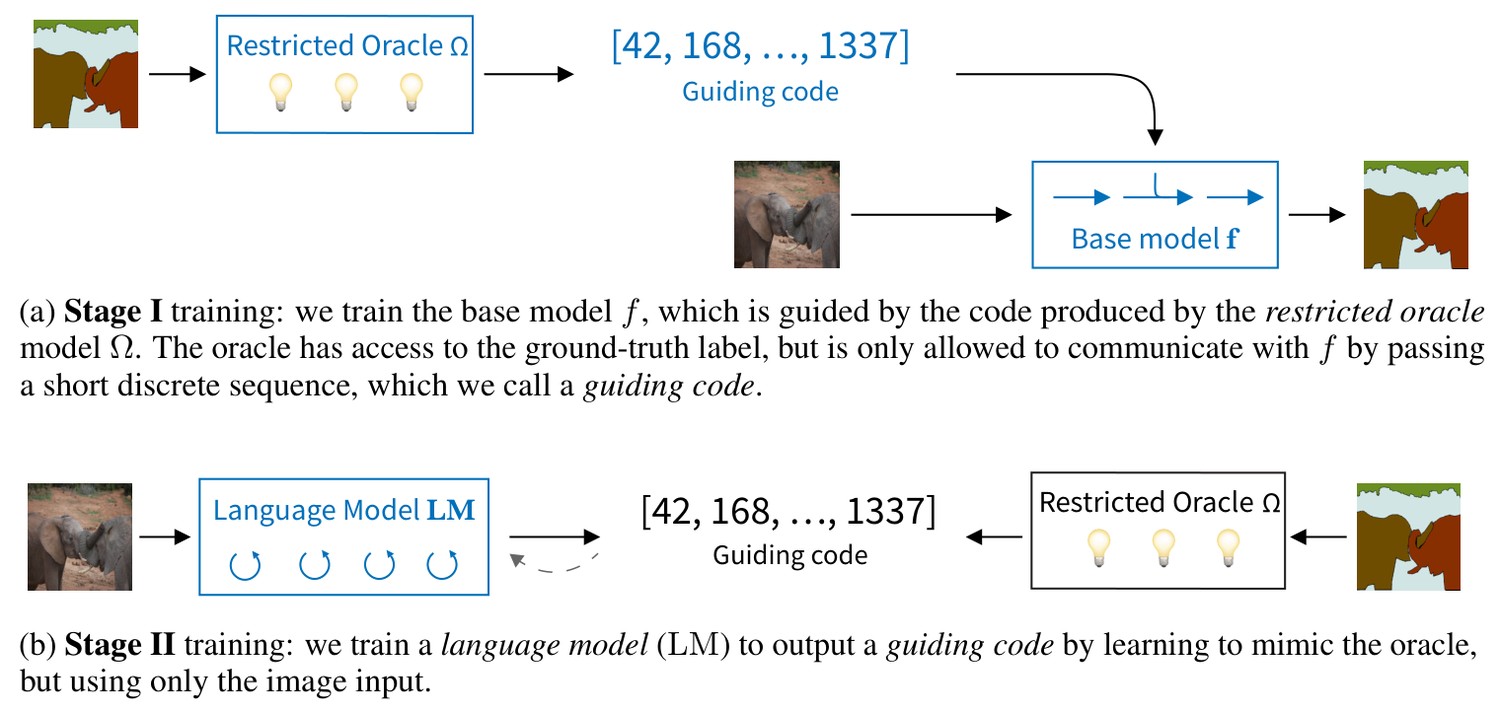 Restricted Oracle Ω
[42, 168, …, 1337]
Guiding code
Base model f
(a) Stage I training: we train the base model f, which is guided by the code produced by the restricted oracle
model Ω. The oracle has access to the ground-truth label, but is only allowed to communicate with f by passing
a short discrete sequence, which we call a guiding code.
Language Model LM
[42, 168, …, 1337]
Guiding code
Restricted Oracle Ω
(b) Stage II training: we train a language model (LM) to output a guiding code by learning to mimic the oracle,
but using only the image input.